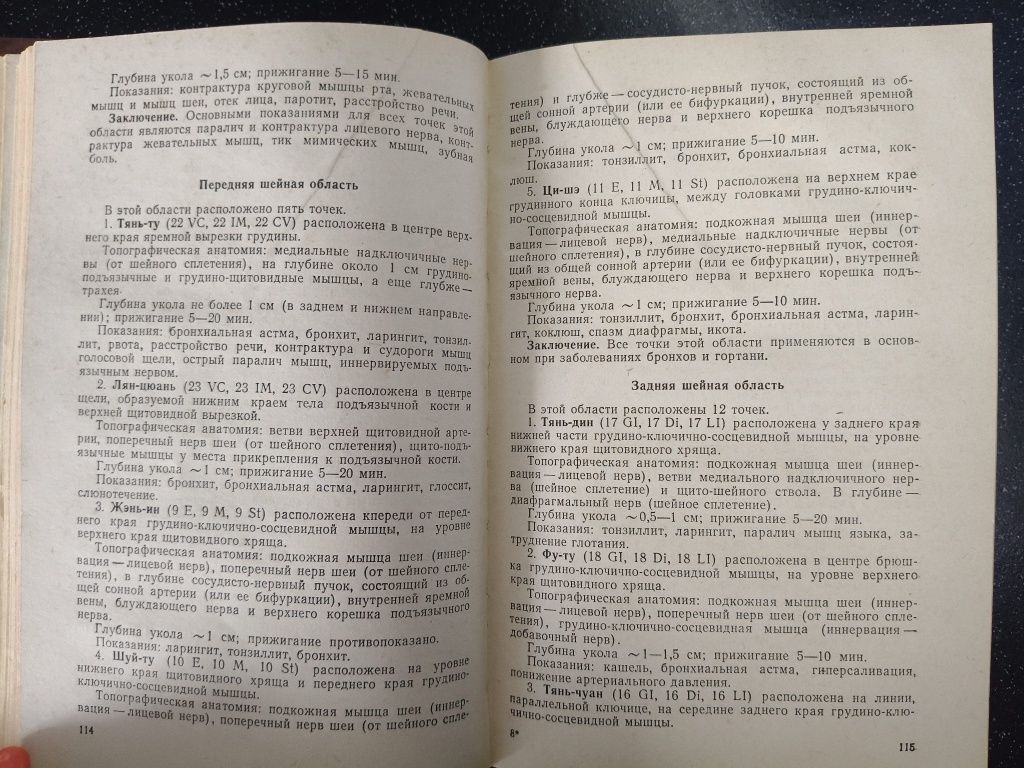 Глубина укола ~1,5 см; прижигание 5—15 мин.
Показания: контрактура круговой мышцы рта, жевательных
мышц и мышц шеи, отек лица, паротит, расстройство речи.
Заключение. Основными показаниями для всех точек этой
области являются паралич и контрактура лицевого нерва, конт-
рактура жевательных мышц, тик мимических мышц, зубная
боль.
Передняя шейная область
В этой области расположено пять точек.
1. Тянь-ту (22 VC, 22 IM, 22 CV) расположена в центре верх-
него края яремной вырезки грудины.
Топографическая анатомия: медиальные надключичные нер-
вы (от шейного сплетения), на глубине около 1 см грудино-
подъязычные и грудино-щитовидные мышцы, а еще глубже —
трахея.
Глубина укола не более 1 см (в заднем и нижнем направле-
нии); прижигание 5—20 мин.
Показания: бронхиальная астма, бронхит, ларингит, тонзил-
лит, рвота, расстройство речи, контрактура и судороги мышц
голосовой щели, острый паралич мышц, иннервируемых подъ-
язычным нервом.
2. Лян-цюань (23 VC, 23 IM, 23 CV) расположена в центре
щели, образуемой нижним краем тела подъязычной кости и
верхней щитовидной вырезкой.
Топографическая анатомия: ветви верхней щитовидной арте-
рии, поперечный нерв шеи (от шейного сплетения), щито-подъ-
язычные мышцы у места прикрепления к подъязычной кости.
Глубина укола ~1 см; прижигание 5—20 мин.
Показания: бронхит, бронхиальная астма, ларингит, глоссит,
слюнотечение.
3. Жэнь-ин (9 E, 9 M, 9 St) расположена кпереди от перед-
него края грудино-ключично-сосцевидной мышцы, на уровне
верхнего края щитовидного хряща.
Топографическая анатомия: подкожная мышца шеи (иннер-
вация — лицевой нерв), поперечный нерв шеи (от шейного спле-
тения), в глубине сосудисто-нервный пучок, состоящий из об-
щей сонной артерии (или ее бифуркации), внутренней яремной
вены, блуждающего нерва и верхнего корешка подъязычного
нерва.
Глубина укола ~1 см; прижигание противопоказано.
Показания: ларингит, тонзиллит, бронхит.
4. Шуй-ту (10 E, 10 M, 10 St) расположена на уровне
нижнего края щитовидного хряща и переднего края грудино-
ключично-сосцевидной мышцы.
Топографическая анатомия: подкожная мышца шеи (иннер-
вация — лицевой нерв), поперечный нерв шеи (от шейного спле-
114
тения) и глубже — сосудисто-нервный пучок, состоящий из об-
щей сонной артерии (или ее бифуркации), внутренней яремной
вены, блуждающего нерва и верхнего корешка подъязычного
нерва.
Глубина укола ~1 см; прижигание 5—10 мин.
Показания: тонзиллит, бронхит, бронхиальная астма, кок-
люш.
5. Ци-шэ (11 E, 11 M, 11 St) расположена на верхнем крае
грудинного конца ключицы, между головками грудино-ключич-
но-сосцевидной мышцы.
Топографическая анатомия: подкожная мышца шеи (иннер-
вация — лицевой нерв), медиальные надключичные нервы (от
шейного сплетения), в глубине сосудисто-нервный пучок, состоя-
щий из общей сонной артерии (или ее бифуркации), внутренней
яремной вены, блуждающего нерва и верхнего корешка подъ-
язычного нерва.
Глубина укола ~1 см; прижигание 5—10 мин.
Показания: тонзиллит, бронхит, бронхиальная астма, ларин-
гит, коклюш, спазм диафрагмы, икота.
Заключение. Все точки этой области применяются в основ-
ном при заболеваниях бронхов и гортани.
Задняя шейная область
В этой области расположены 12 точек.
1. Тянь-дин (17 GI, 17 Di, 17 LI) расположена у заднего края
нижней части грудино-ключично-сосцевидной мышцы, на уровне
нижнего края щитовидного хряща.
Топографическая анатомия: подкожная мышца шеи (иннер-
вация — лицевой нерв), ветви медиального надключичного нер-
ва (шейное сплетение) и щито-шейного ствола. В глубине —
диафрагмальный нерв (шейное сплетение).
Глубина укола ~0,5—1 см; прижигание 5—20 мин.
Показания: тонзиллит, ларингит, паралич мышц языка, за-
труднение глотания.
2. Фу-ту (18 GI, 18 Di, 18 LI) расположена в центре брюш-
ка грудино-ключично-сосцевидной мышцы, на уровне верхнего
края щитовидного хряща.
Топографическая анатомия: подкожная мышца шеи (иннер-
вация — лицевой нерв), поперечный нерв шеи (от шейного спле-
тения), грудино-ключично-сосцевидная мышца (иннервация —
добавочный нерв).
Глубина укола ~1—1,5 см; прижигание 5—10 мин.
Показания: кашель, бронхиальная астма, гиперсаливация,
понижение артериального давления.
3. Тянь-чуан (16 GI, 16 Di, 16 LI) расположена на линии,
параллельной ключице, на середине заднего края грудино-клю-
чично-сосцевидной мышцы.
8*
115